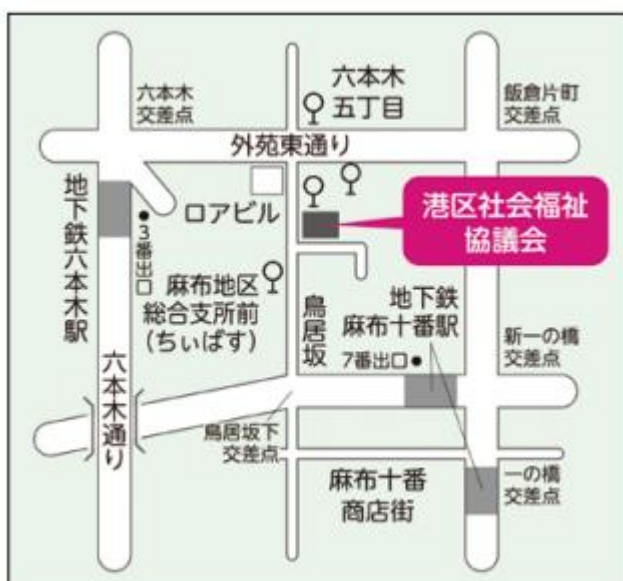 六本木
交差点
六本木
五丁目
飯倉片町
交差点
外苑東通り
地下鉄六本木駅
●3番出口
ロアビル
港区社会福祉
協議会
麻布地区
総合支所前
(ちぃばす)
鳥居坂
地下鉄
麻布十番駅
7番出口●
新一の橋
交差点
六本木通り
鳥居坂下
交差点
麻布十番
商店街
一の橋
交差点